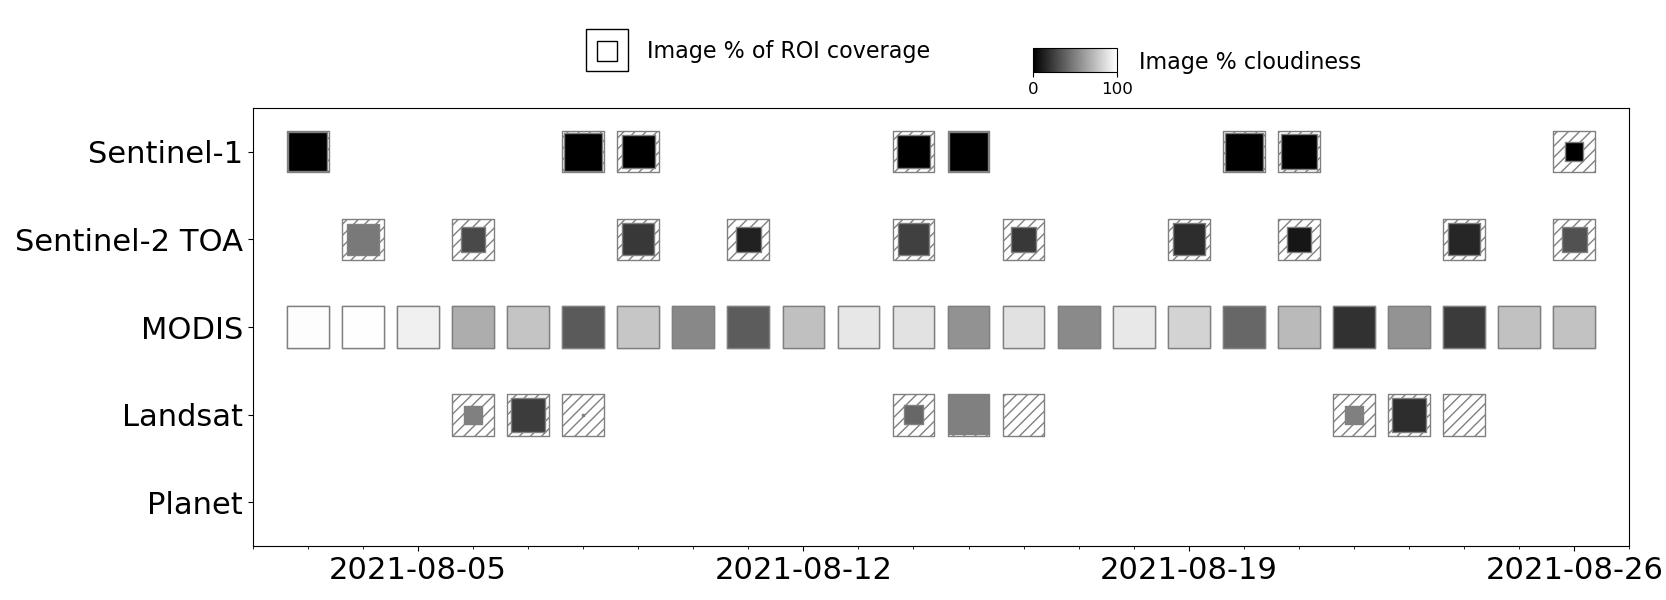 Image % of ROI coverage
Image % cloudiness
0 100
Sentinel-1
Sentinel-2 TOA
MODIS
Landsat
Planet
2021-08-05 2021-08-12 2021-08-19 2021-08-26